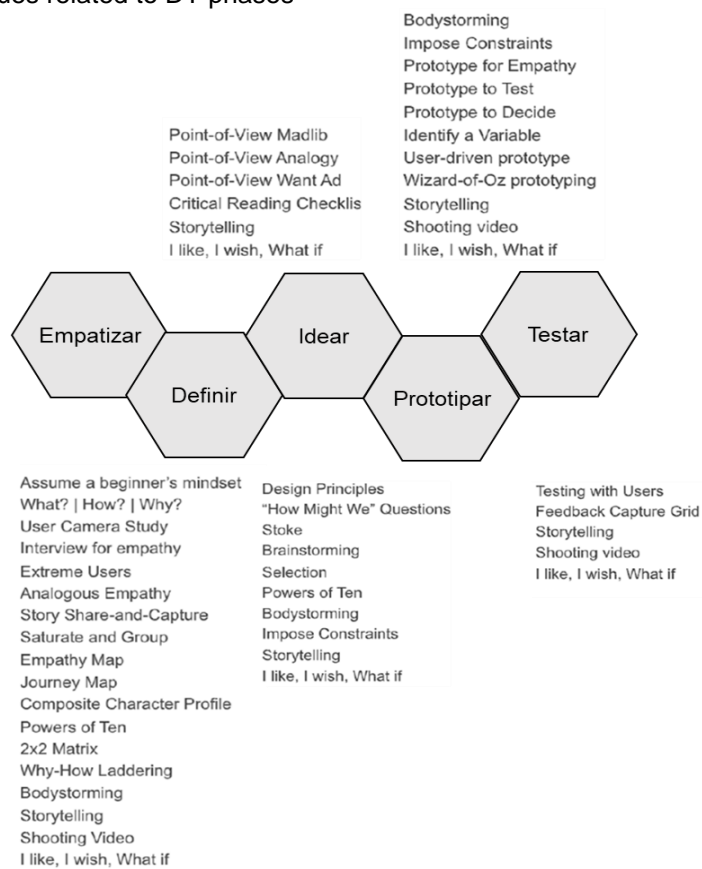 related to DT phases
Bodystorming
Impose Constraints
Prototype for Empathy
Prototype to Test
Prototype to Decide
Identify a Variable
User-driven prototype
Wizard-of-Oz prototyping
Storytelling
Shooting video
I like, I wish, What if
Point-of-View Madlib
Point-of-View Analogy
Point-of-View Want Ad
Critical Reading Checklis
Storytelling
I like, I wish, What if
Empatizar
Definir
Idear
Prototipar
Testar
Assume a beginner's mindset
What? | How? | Why?
User Camera Study
Interview for empathy
Extreme Users
Analogous Empathy
Story Share-and-Capture
Saturate and Group
Empathy Map
Journey Map
Composite Character Profile
Powers of Ten
2x2 Matrix
Why-How Laddering
Bodystorming
Storytelling
Shooting Video
I like, I wish, What if
Design Principles
“How Might We” Questions
Stoke
Brainstorming
Selection
Powers of Ten
Bodystorming
Impose Constraints
Storytelling
I like, I wish, What if
Testing with Users
Feedback Capture Grid
Storytelling
Shooting video
I like, I wish, What if